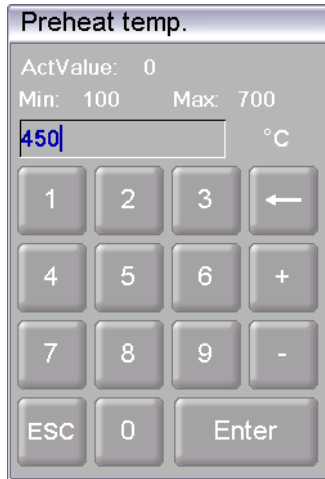 Preheat temp.
ActValue: 0
Min: 100 Max: 700
450 °C
1 2 3 ←
4 5 6 +
7 8 9 -
ESC 0 Enter